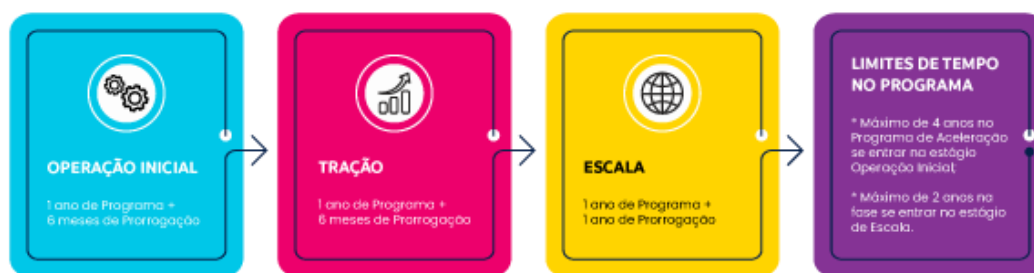 OPERAÇÃO INICIAL
1 ano de Programa +
6 meses de Prorrogação
TRAÇÃO
1 ano de Programa +
6 meses de Prorrogação
ESCALA
1 ano de Programa +
1 ano de Prorrogação
LIMITES DE TEMPO
NO PROGRAMA
* Máximo de 4 anos no
Programa de Aceleração
se entrar no estágio
Operação Inicial;
* Máximo de 2 anos na
fase se entrar no estágio
de Escala.